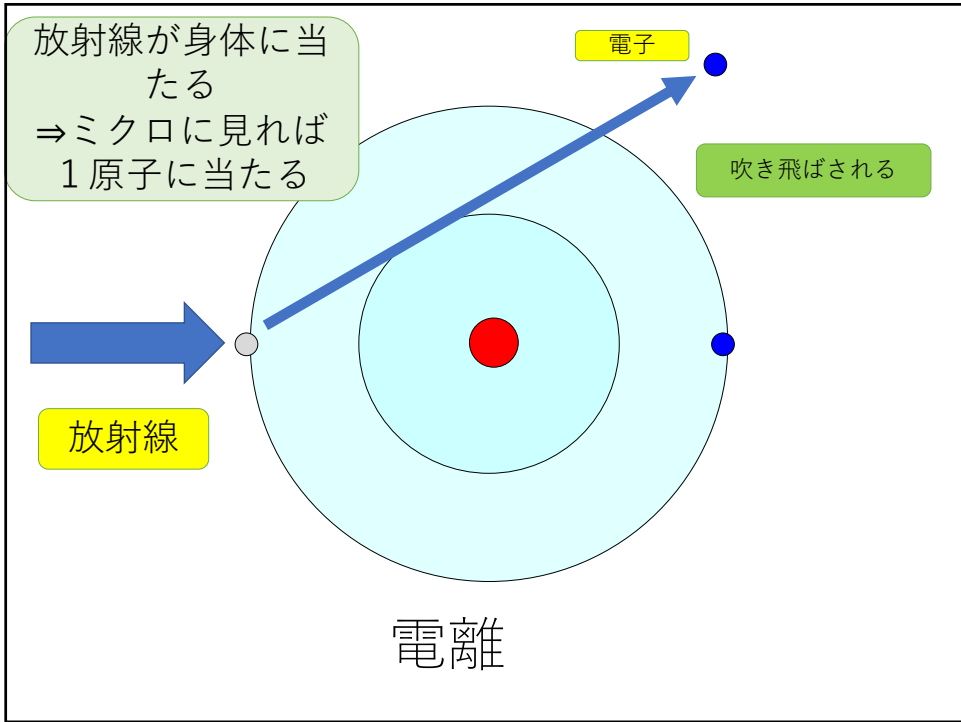 放射線が身体に当
たる
⇒ミクロに見れば
１原子に当たる
電子
吹き飛ばされる
放射線
電離